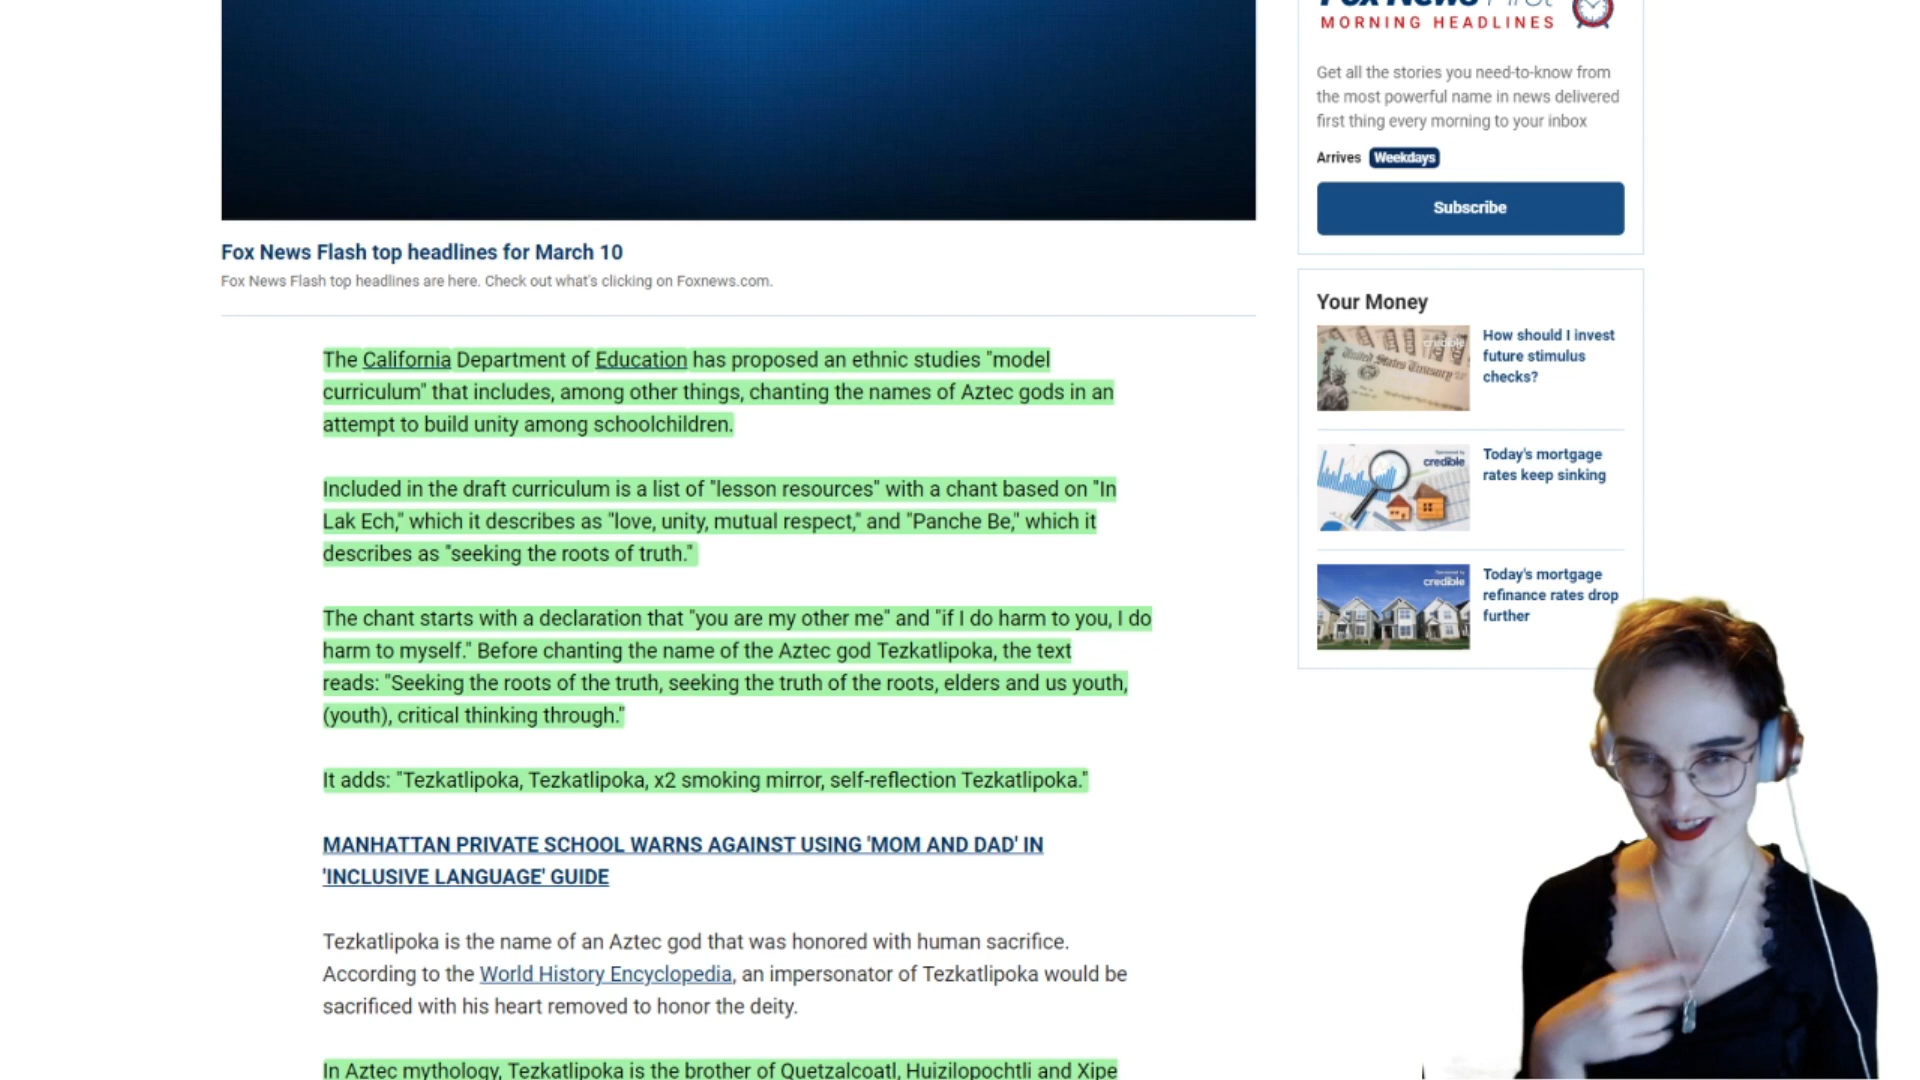 MORNING HEADLINES
Get all the stories you need-to-know from
the most powerful name in news delivered
first thing every morning to your inbox
Arrives Weekdays
Subscribe
Fox News Flash top headlines for March 10
Fox News Flash top headlines are here. Check out what's clicking on Foxnews.com.
The California Department of Education has proposed an ethnic studies "model
curriculum" that includes, among other things, chanting the names of Aztec gods in an
attempt to build unity among schoolchildren.
Included in the draft curriculum is a list of "lesson resources" with a chant based on "In
Lak Ech," which it describes as "love, unity, mutual respect," and "Panche Be," which it
describes as "seeking the roots of truth."
The chant starts with a declaration that "you are my other me" and "if I do harm to you, I do
harm to myself." Before chanting the name of the Aztec god Tezkatlipoka, the text
reads: "Seeking the roots of the truth, seeking the truth of the roots, elders and us youth,
(youth), critical thinking through."
It adds: "Tezkatlipoka, Tezkatlipoka, x2 smoking mirror, self-reflection Tezkatlipoka."
MANHATTAN PRIVATE SCHOOL WARNS AGAINST USING 'MOM AND DAD' IN
'INCLUSIVE LANGUAGE' GUIDE
Tezkatlipoka is the name of an Aztec god that was honored with human sacrifice.
According to the World History Encyclopedia, an impersonator of Tezkatlipoka would be
sacrificed with his heart removed to honor the deity.
In Aztec mythology, Tezkatlipoka is the brother of Quetzalcoatl, Huizilopochtli and Xipe
Your Money
United States Treasury
credible
How should I invest
future stimulus
checks?
credible
Today's mortgage
rates keep sinking
credible
Today's mortgage
refinance rates drop
further